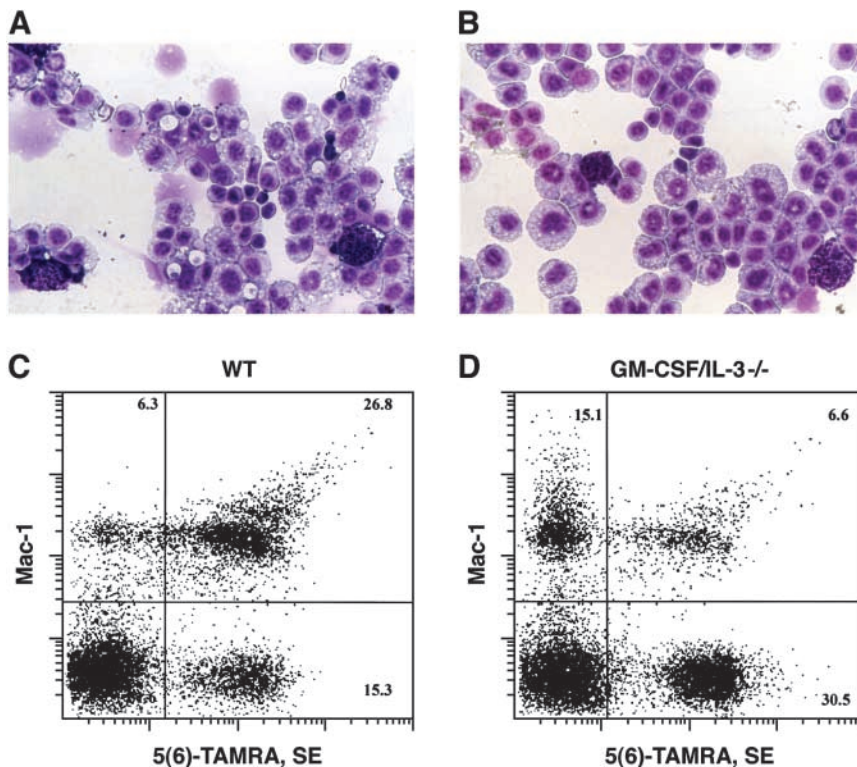 A
B
C
WT
6.3
26.8
15.3
Mac-1
5(6)-TAMRA, SE
D
GM-CSF/IL-3-/-
15.1
6.6
30.5
Mac-1
5(6)-TAMRA, SE